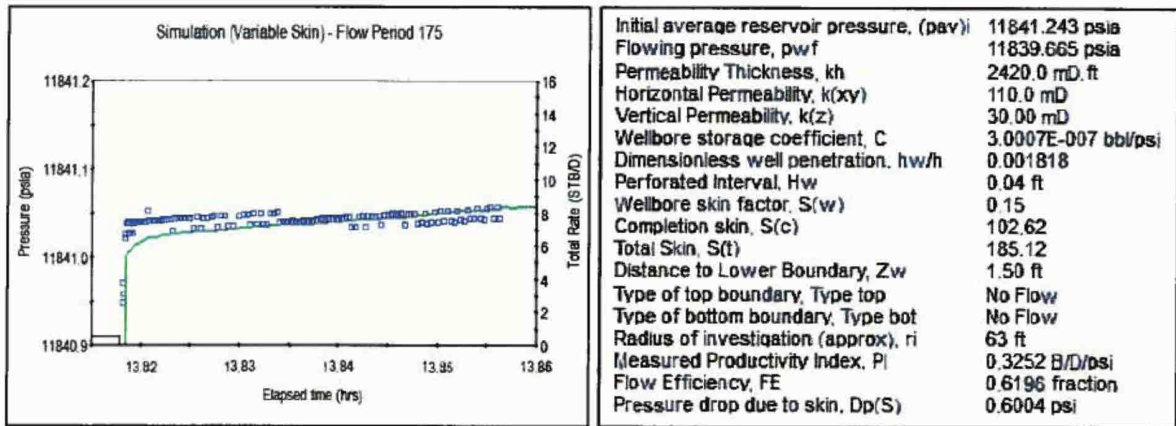 Simulation (Variable Skin) - Flow Period 175
11841.2
11841.1
11841.0
11840.9
Pressure (psia)
16
14
12
10
8
6
4
2
0
Total Rate (STB/D)
13.82
13.83
13.84
13.85
13.86
Elapsed time (hrs)
Initial average reservoir pressure, (pav)i 11841.243 psia
Flowing pressure, pwf 11839.665 psia
Permeability Thickness, kh 2420.0 mD.ft
Horizontal Permeability, k(xy) 110.0 mD
Vertical Permeability, k(z) 30.00 mD
Wellbore storage coefficient, C 3.0007E-007 bbl/psi
Dimensionless well penetration, hw/h 0.001818
Perforated Interval, Hw 0.04 ft
Wellbore skin factor, S(w) 0.15
Completion skin, S(c) 102.62
Total Skin, S(t) 185.12
Distance to Lower Boundary, Zw 1.50 ft
Type of top boundary, Type top No Flow
Type of bottom boundary, Type bot No Flow
Radius of investigation (approx), ri 63 ft
Measured Productivity Index, PI 0.3252 B/D/psi
Flow Efficiency, FE 0.6196 fraction
Pressure drop due to skin, Dp(S) 0.6004 psi